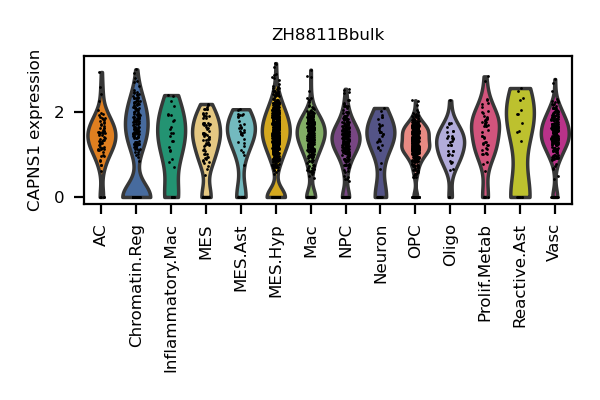 ZH8811Bbulk
CAPNS1 expression
2
0
AC
Chromatin.Reg
Inflammatory.Mac
MES
MES.Ast
MES.Hyp
Mac
NPC
Neuron
OPC
Oligo
Prolif.Metab
Reactive.Ast
Vasc